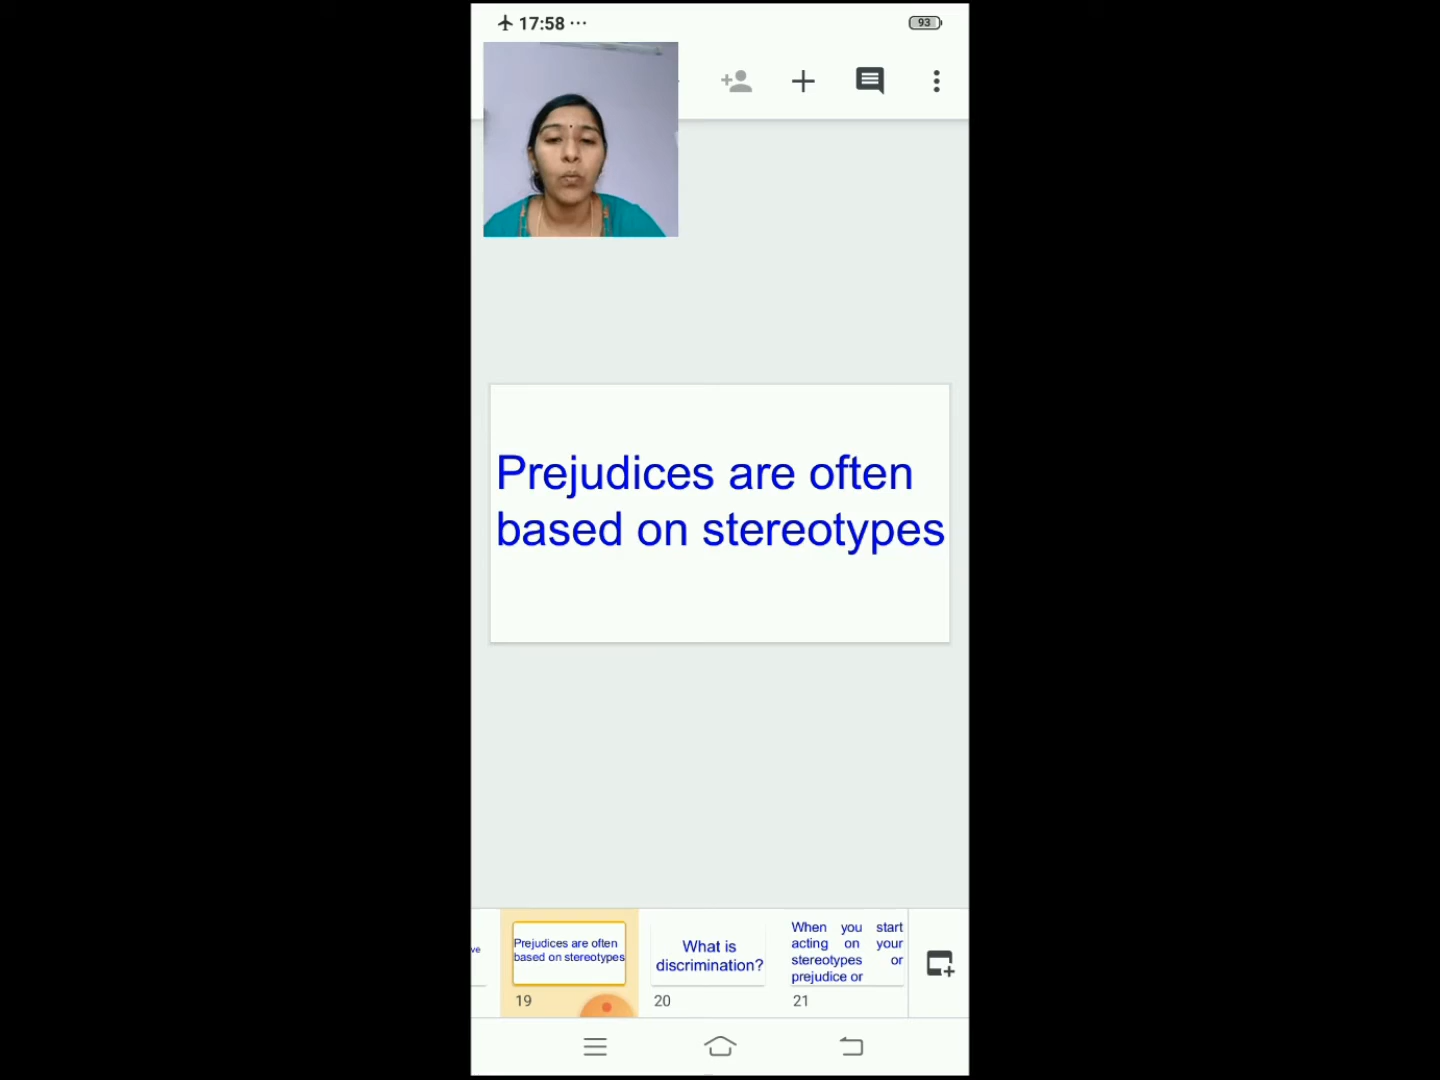 17:58 ...
93
Prejudices are often
based on stereotypes
ve
Prejudices are often
based on stereotypes
19
What is
discrimination?
20
When you start
acting on your
stereotypes or
prejudice or
21